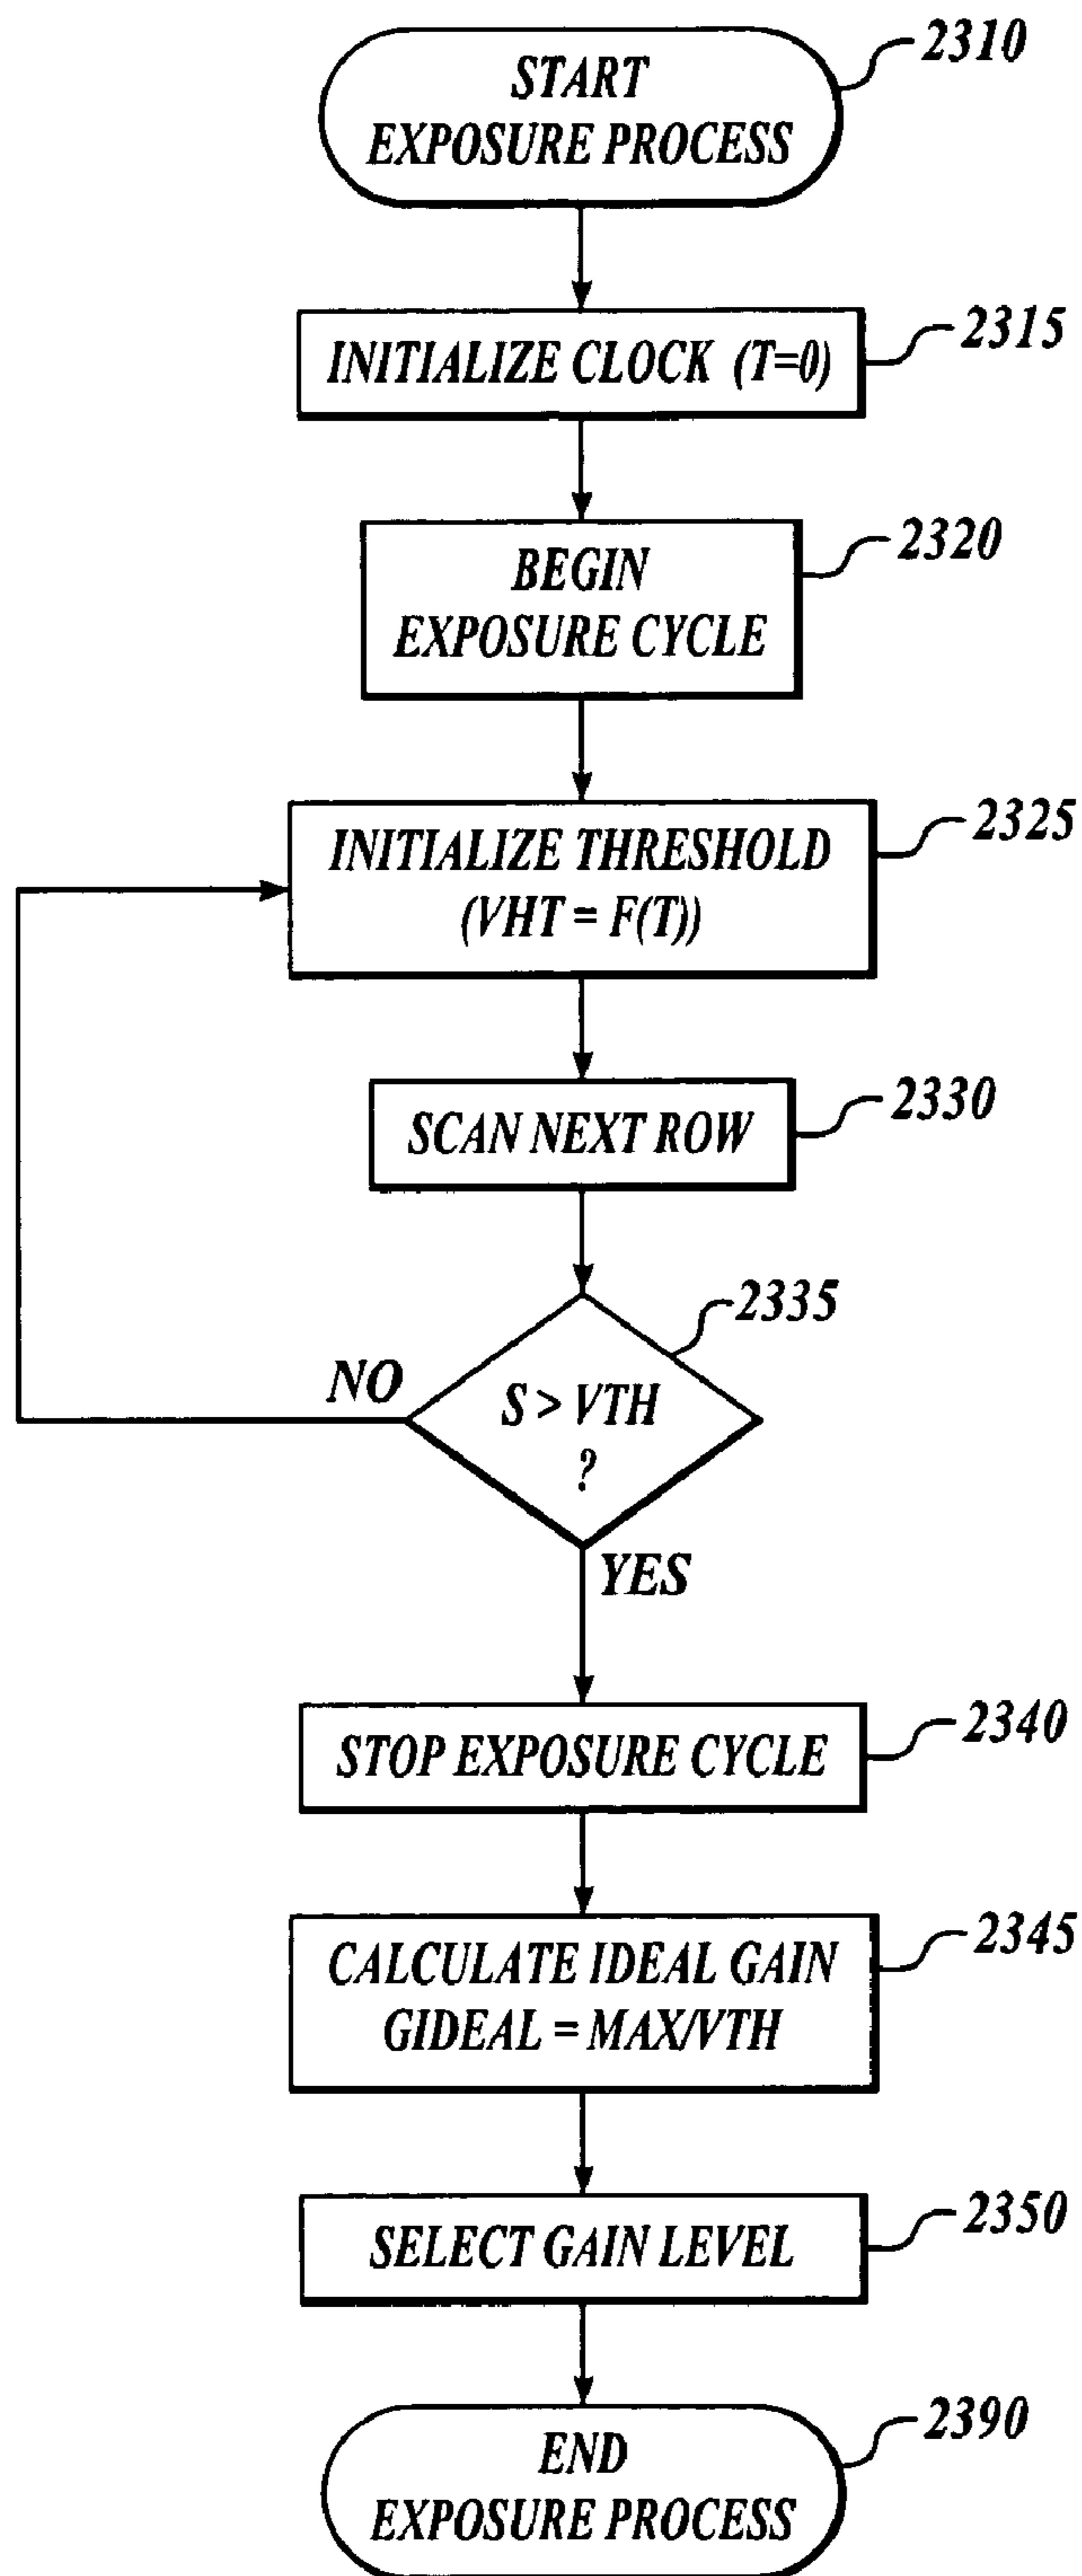 START
EXPOSURE PROCESS
2310
INITIALIZE CLOCK (T=0)
2315
BEGIN
EXPOSURE CYCLE
2320
INITIALIZE THRESHOLD
(VHT = F(T))
2325
SCAN NEXT ROW
2330
S > VTH
?
2335
NO
YES
STOP EXPOSURE CYCLE
2340
CALCULATE IDEAL GAIN
GIDEAL = MAX/VTH
2345
SELECT GAIN LEVEL
2350
END
EXPOSURE PROCESS
2390